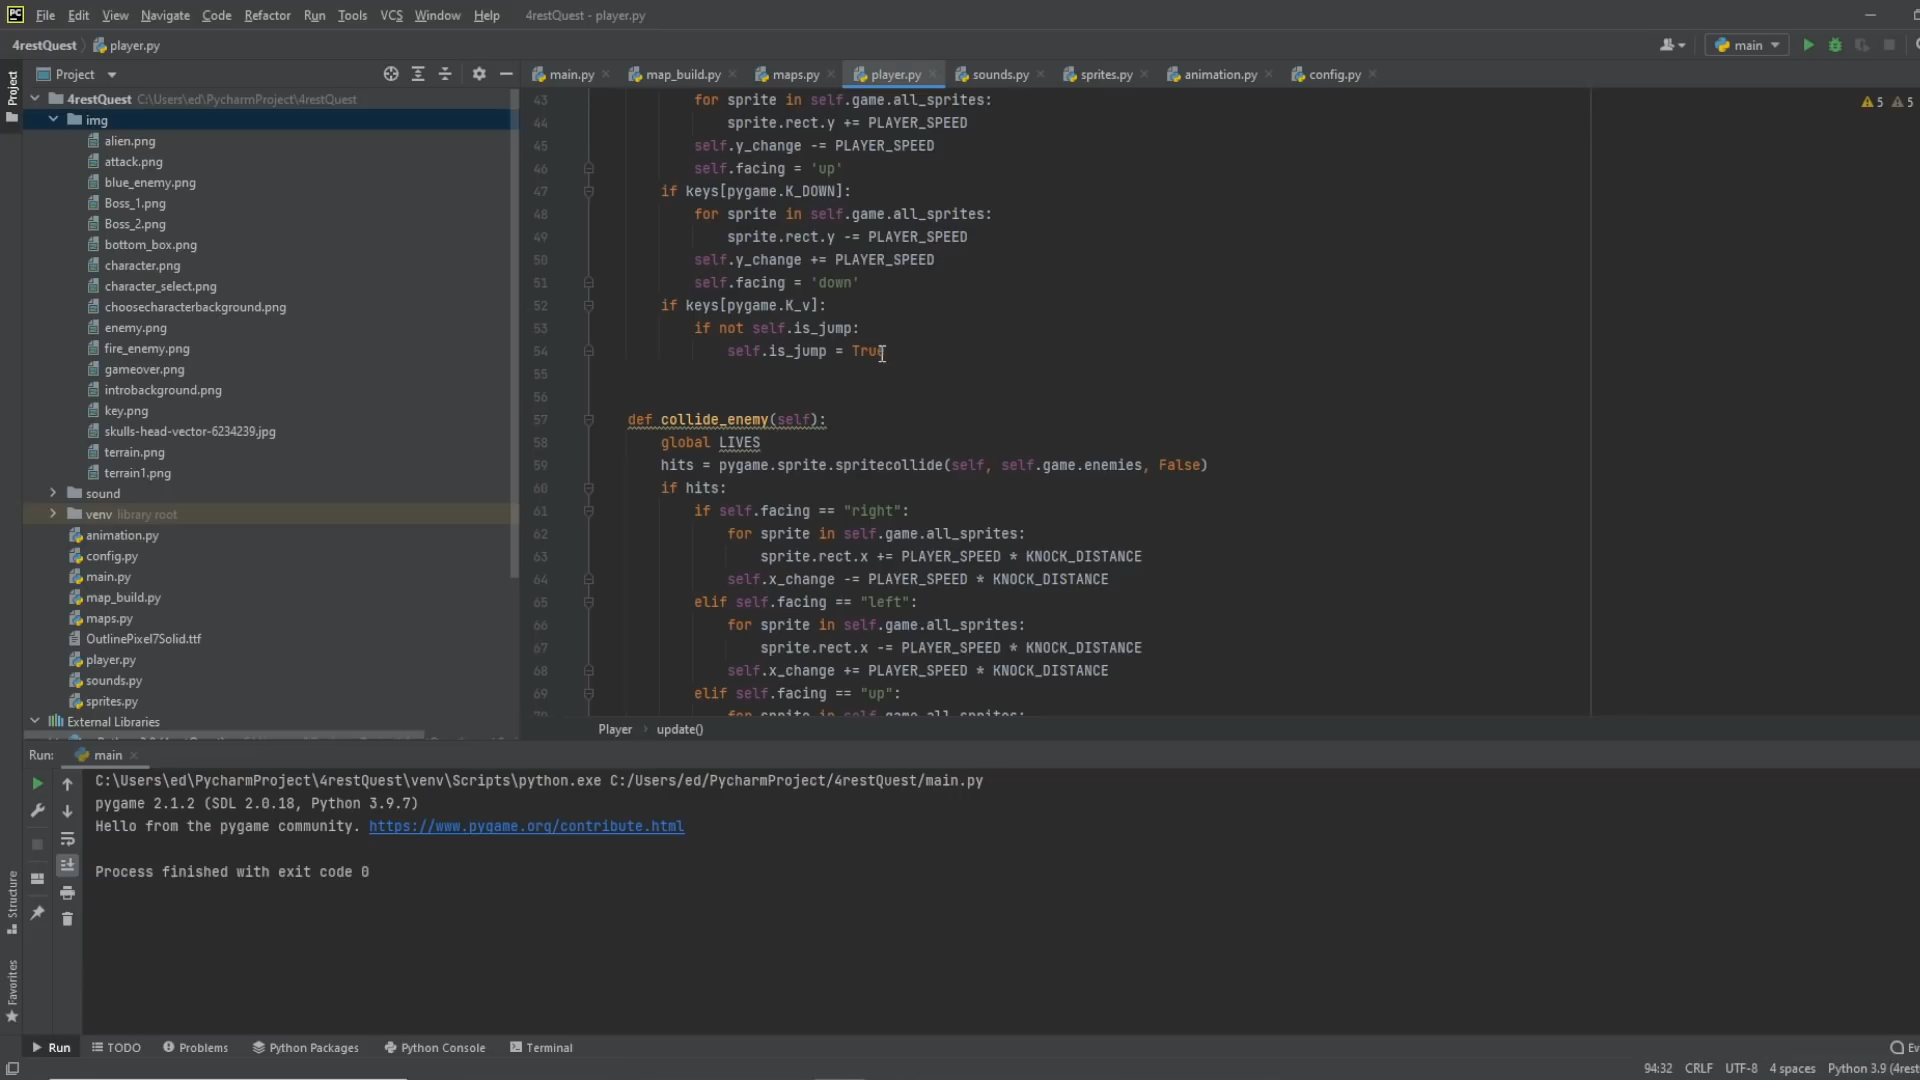 PC File Edit View Navigate Code Refactor Run Tools VCS Window Help 4restQuest - player.py
4restQuest player.py main
Project main.py map_build.py maps.py player.py sounds.py sprites.py animation.py config.py
Project
4restQuest C:\Users\ed\PycharmProject\4restQuest
img
alien.png
attack.png
blue_enemy.png
Boss_1.png
Boss_2.png
bottom_box.png
character.png
character_select.png
choosecharacterbackground.png
enemy.png
fire_enemy.png
gameover.png
introbackground.png
key.png
skulls-head-vector-6234239.jpg
terrain.png
terrain1.png
sound
venv library root
animation.py
config.py
main.py
map_build.py
maps.py
OutlinePixel7Solid.ttf
player.py
sounds.py
sprites.py
External Libraries
5 5
43 for sprite in self.game.all_sprites:
44 sprite.rect.y += PLAYER_SPEED
45 self.y_change -= PLAYER_SPEED
46 self.facing = 'up'
47 if keys[pygame.K_DOWN]:
48 for sprite in self.game.all_sprites:
49 sprite.rect.y -= PLAYER_SPEED
50 self.y_change += PLAYER_SPEED
51 self.facing = 'down'
52 if keys[pygame.K_v]:
53 if not self.is_jump:
54 self.is_jump = True
55
56
57 def collide_enemy(self):
58 global LIVES
59 hits = pygame.sprite.spritecollide(self, self.game.enemies, False)
60 if hits:
61 if self.facing == "right":
62 for sprite in self.game.all_sprites:
63 sprite.rect.x += PLAYER_SPEED * KNOCK_DISTANCE
64 self.x_change -= PLAYER_SPEED * KNOCK_DISTANCE
65 elif self.facing == "left":
66 for sprite in self.game.all_sprites:
67 sprite.rect.x -= PLAYER_SPEED * KNOCK_DISTANCE
68 self.x_change += PLAYER_SPEED * KNOCK_DISTANCE
69 elif self.facing == "up":
70 for sprite in self.game.all_sprites:
Player update()
Run: main
C:\Users\ed\PycharmProject\4restQuest\venv\Scripts\python.exe C:/Users/ed/PycharmProject/4restQuest/main.py
pygame 2.1.2 (SDL 2.0.18, Python 3.9.7)
Hello from the pygame community. https://www.pygame.org/contribute.html
Process finished with exit code 0
Structure
Favorites
Run TODO Problems Python Packages Python Console Terminal Ev
94:32 CRLF UTF-8 4 spaces Python 3.9 (4rest